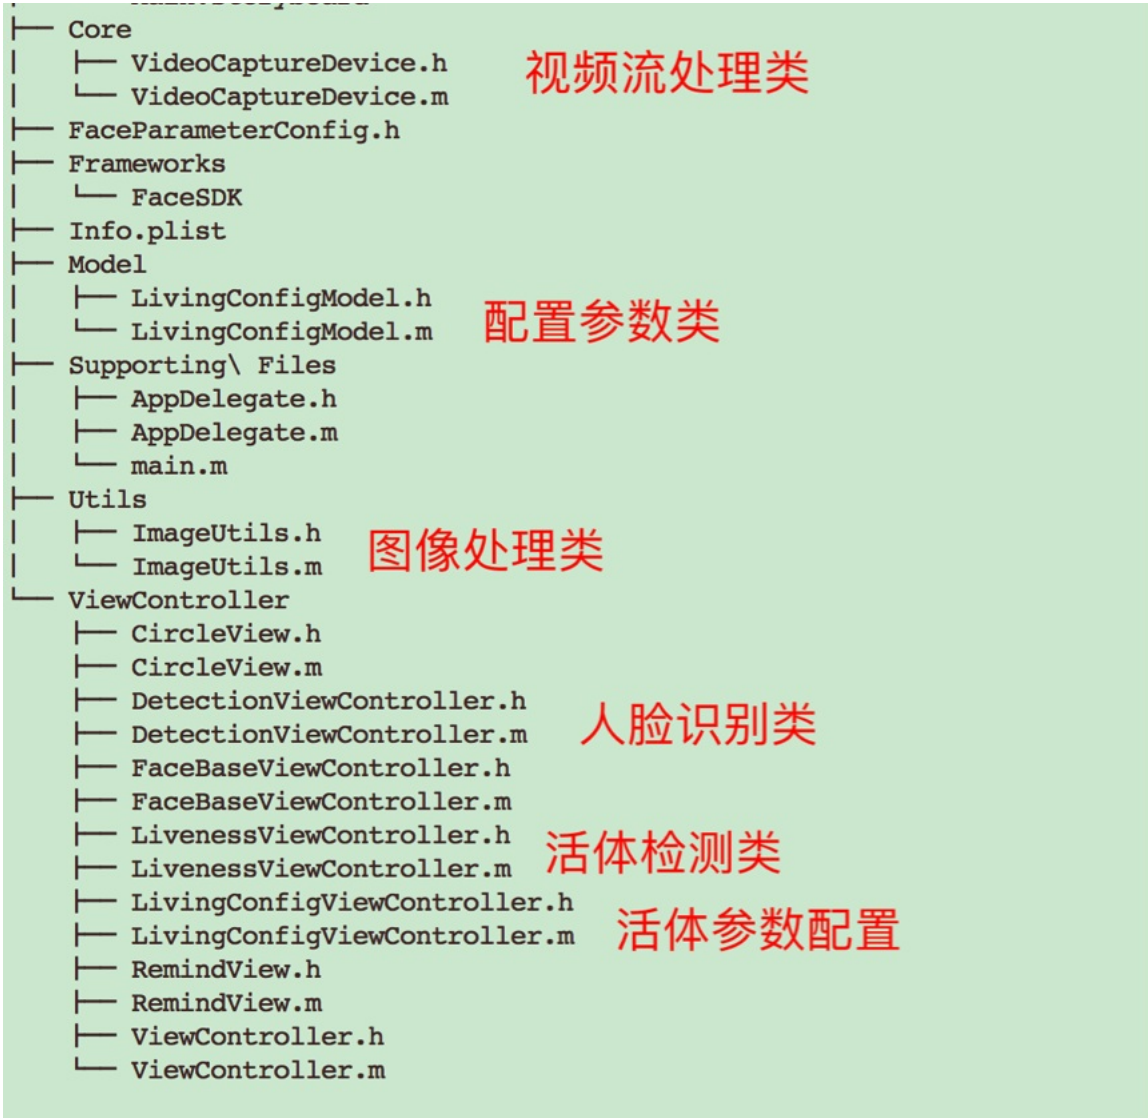 ├── Core
│   ├── VideoCaptureDevice.h
视频流处理类
│   └── VideoCaptureDevice.m
├── FaceParameterConfig.h
├── Frameworks
│   └── FaceSDK
├── Info.plist
├── Model
│   ├── LivingConfigModel.h
配置参数类
│   └── LivingConfigModel.m
├── Supporting\ Files
│   ├── AppDelegate.h
│   ├── AppDelegate.m
│   └── main.m
├── Utils
│   ├── ImageUtils.h
图像处理类
│   └── ImageUtils.m
└── ViewController
    ├── CircleView.h
    ├── CircleView.m
    ├── DetectionViewController.h
人脸识别类
    ├── DetectionViewController.m
    ├── FaceBaseViewController.h
    ├── FaceBaseViewController.m
    ├── LivenessViewController.h
活体检测类
    ├── LivenessViewController.m
    ├── LivingConfigViewController.h
活体参数配置
    ├── LivingConfigViewController.m
    ├── RemindView.h
    ├── RemindView.m
    ├── ViewController.h
    └── ViewController.m